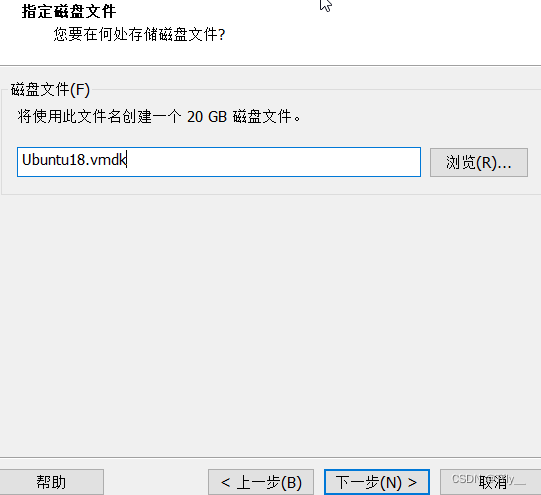 指定磁盘文件
您要在何处存储磁盘文件?
磁盘文件(F)
将使用此文件名创建一个 20 GB 磁盘文件。
Ubuntu18.vmdk
浏览(R)...
帮助
< 上一步(B)
下一步(N) >
取消